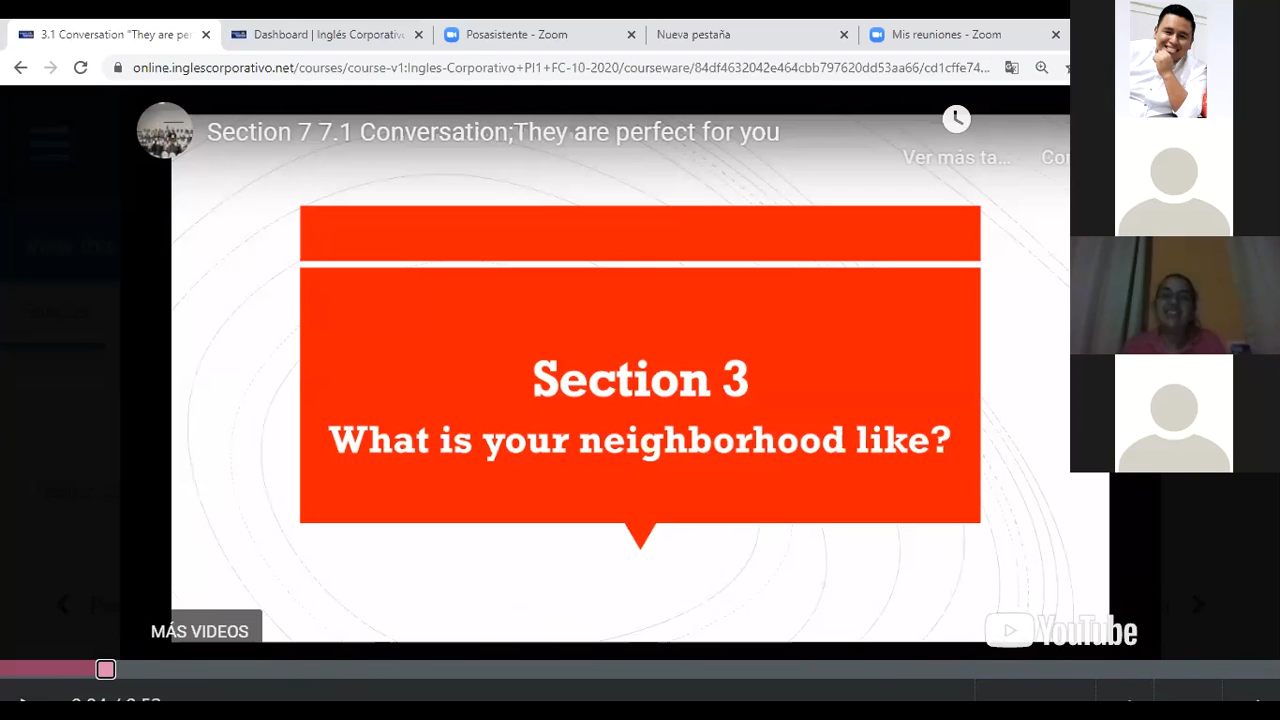 3.1 Conversation "They are per
Dashboard | Inglés Corporativo
Posasistente - Zoom
Nueva pestaña
Mis reuniones - Zoom
online.inglescorporativo.net/courses/course-v1:Ingles-Corporativo+PI1+FC-10-2020/courseware/84df4632042e464cbb797620dd53aa66/cd1cffe74...
Section 7 7.1 Conversation;They are perfect for you
Ver más ta...
Section 3
What is your neighborhood like?
MÁS VIDEOS
YouTube